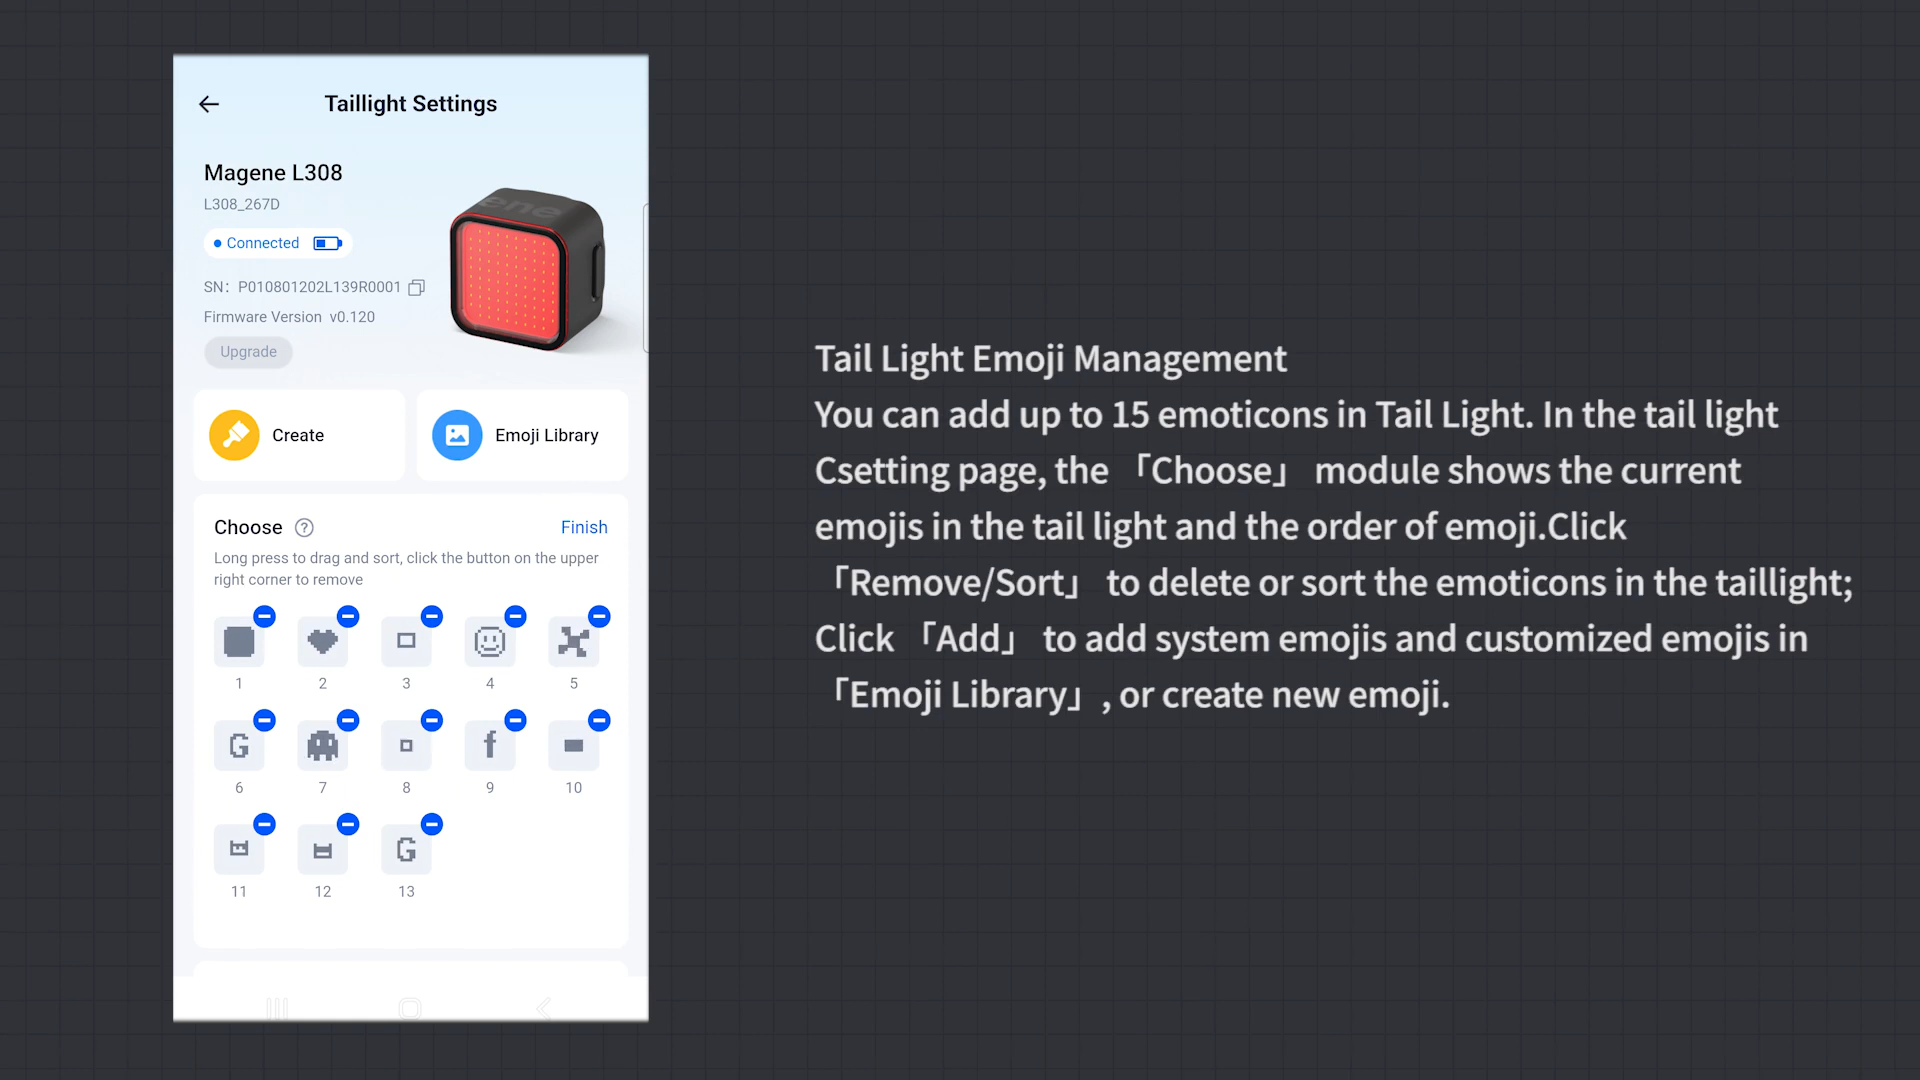 Taillight Settings
Magene L308
L308_267D
Connected
SN: P010801202L139R0001
Firmware Version v0.120
Upgrade
ene
Create
Emoji Library
Choose ?
Finish
Long press to drag and sort, click the button on the upper
right corner to remove
1 2 3 4 5
G f
6 7 8 9 10
G
11 12 13
Tail Light Emoji Management
You can add up to 15 emoticons in Tail Light. In the tail light
Csetting page, the 「Choose」 module shows the current
emojis in the tail light and the order of emoji.Click
「Remove/Sort」 to delete or sort the emoticons in the taillight;
Click 「Add」 to add system emojis and customized emojis in
「Emoji Library」, or create new emoji.